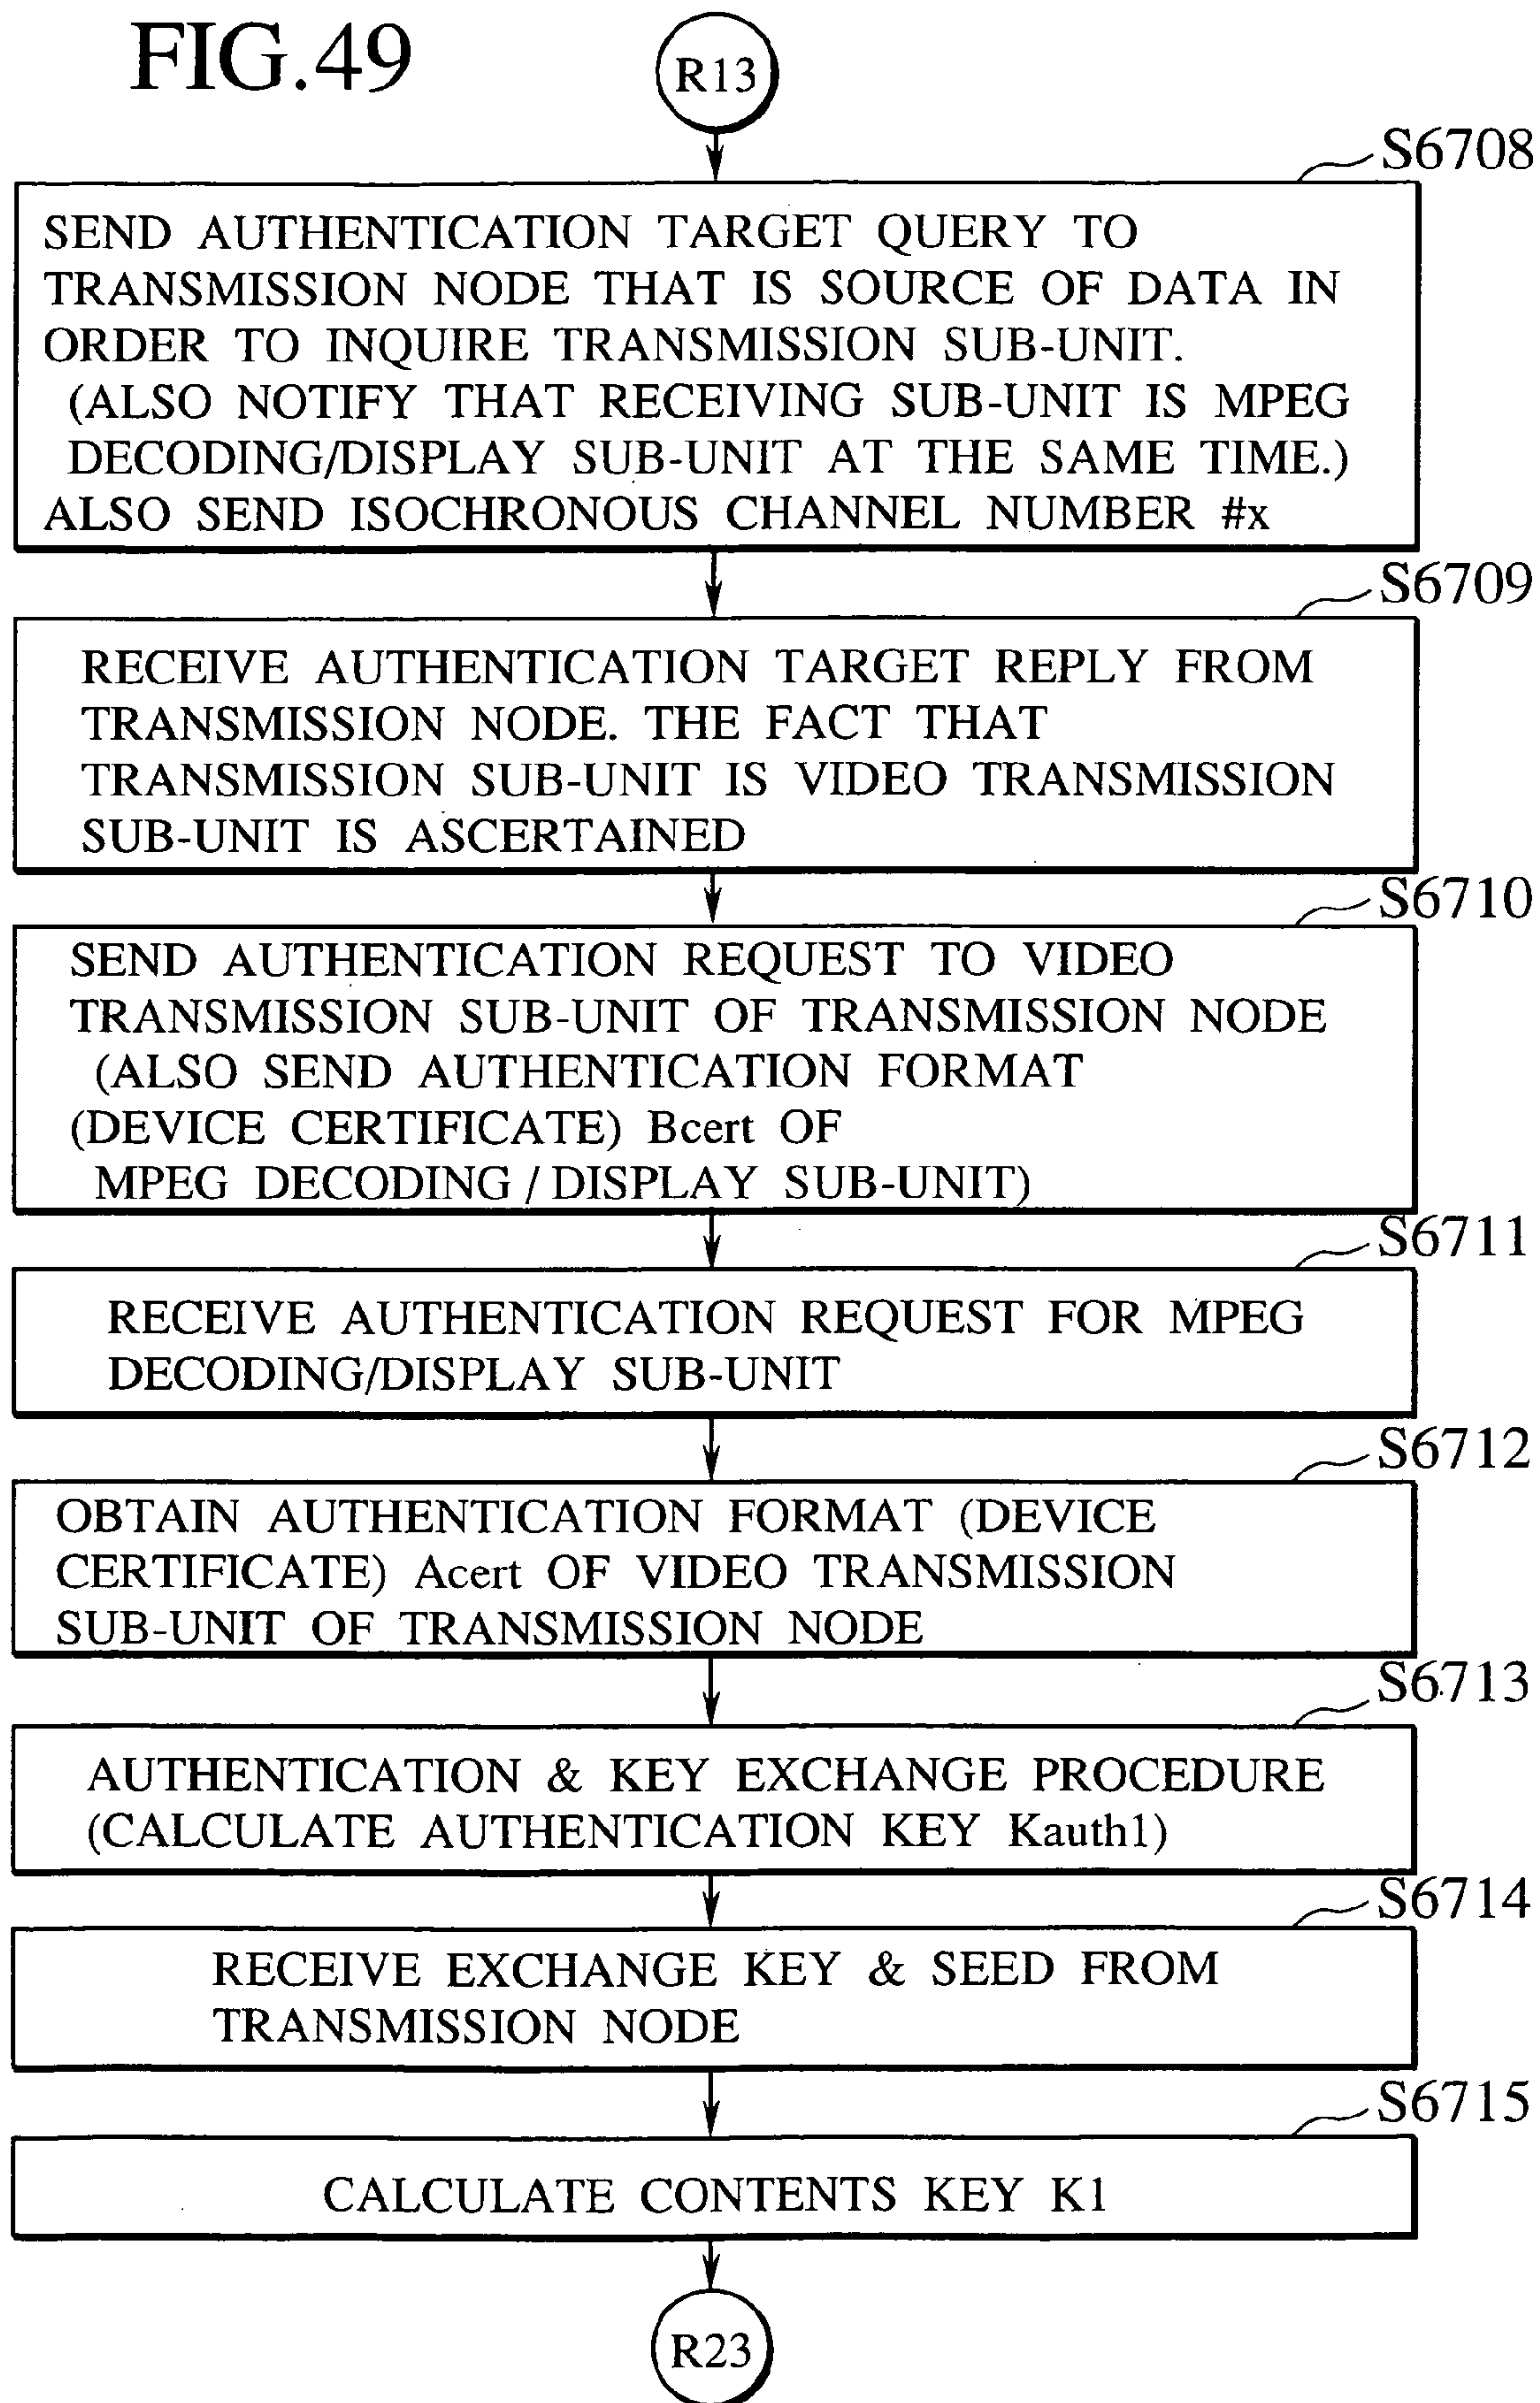 FIG.49
R13
S6708
SEND AUTHENTICATION TARGET QUERY TO
TRANSMISSION NODE THAT IS SOURCE OF DATA IN
ORDER TO INQUIRE TRANSMISSION SUB-UNIT.
(ALSO NOTIFY THAT RECEIVING SUB-UNIT IS MPEG
DECODING/DISPLAY SUB-UNIT AT THE SAME TIME.)
ALSO SEND ISOCHRONOUS CHANNEL NUMBER #x
S6709
RECEIVE AUTHENTICATION TARGET REPLY FROM
TRANSMISSION NODE. THE FACT THAT
TRANSMISSION SUB-UNIT IS VIDEO TRANSMISSION
SUB-UNIT IS ASCERTAINED
S6710
SEND AUTHENTICATION REQUEST TO VIDEO
TRANSMISSION SUB-UNIT OF TRANSMISSION NODE
(ALSO SEND AUTHENTICATION FORMAT
(DEVICE CERTIFICATE) Bcert OF
MPEG DECODING / DISPLAY SUB-UNIT)
S6711
RECEIVE AUTHENTICATION REQUEST FOR MPEG
DECODING/DISPLAY SUB-UNIT
S6712
OBTAIN AUTHENTICATION FORMAT (DEVICE
CERTIFICATE) Acert OF VIDEO TRANSMISSION
SUB-UNIT OF TRANSMISSION NODE
S6713
AUTHENTICATION & KEY EXCHANGE PROCEDURE
(CALCULATE AUTHENTICATION KEY Kauth1)
S6714
RECEIVE EXCHANGE KEY & SEED FROM
TRANSMISSION NODE
S6715
CALCULATE CONTENTS KEY K1
R23